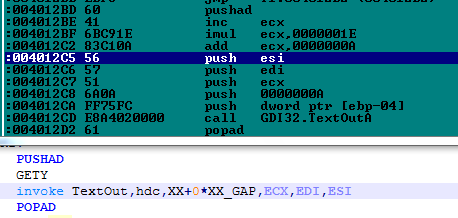 :004012BD 60 pushad
:004012BE 41 inc ecx
:004012BF 6BC91E imul ecx,0000001E
:004012C2 83C10A add ecx,0000000A
:004012C5 56 push esi
:004012C6 57 push edi
:004012C7 51 push ecx
:004012C8 6A0A push 0000000A
:004012CA FF75FC push dword ptr [ebp-04]
:004012CD E8A4020000 call GDI32.TextOutA
:004012D2 61 popad
PUSHAD
GETY
invoke TextOut,hdc,XX+0*XX_GAP,ECX,EDI,ESI
POPAD